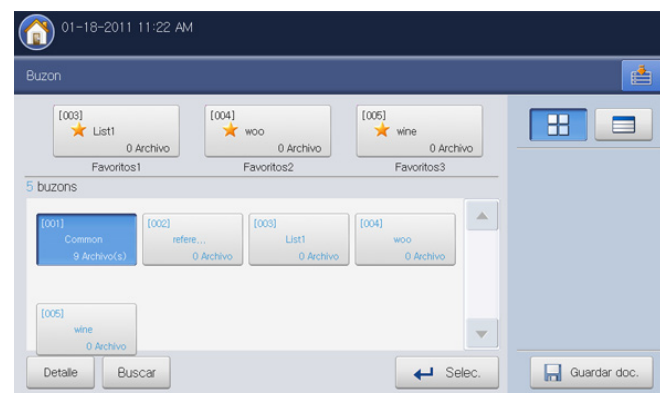 01-18-2011 11:22 AM
Buzon
[003]
List1
0 Archivo
Favoritos1
[004]
woo
0 Archivo
Favoritos2
[005]
wine
0 Archivo
Favoritos3
5 buzons
[001]
Common
9 Archivo(s)
[002]
refere...
0 Archivo
[003]
List1
0 Archivo
[004]
woo
0 Archivo
[005]
wine
0 Archivo
Detalle
Buscar
Selec.
Guardar doc.